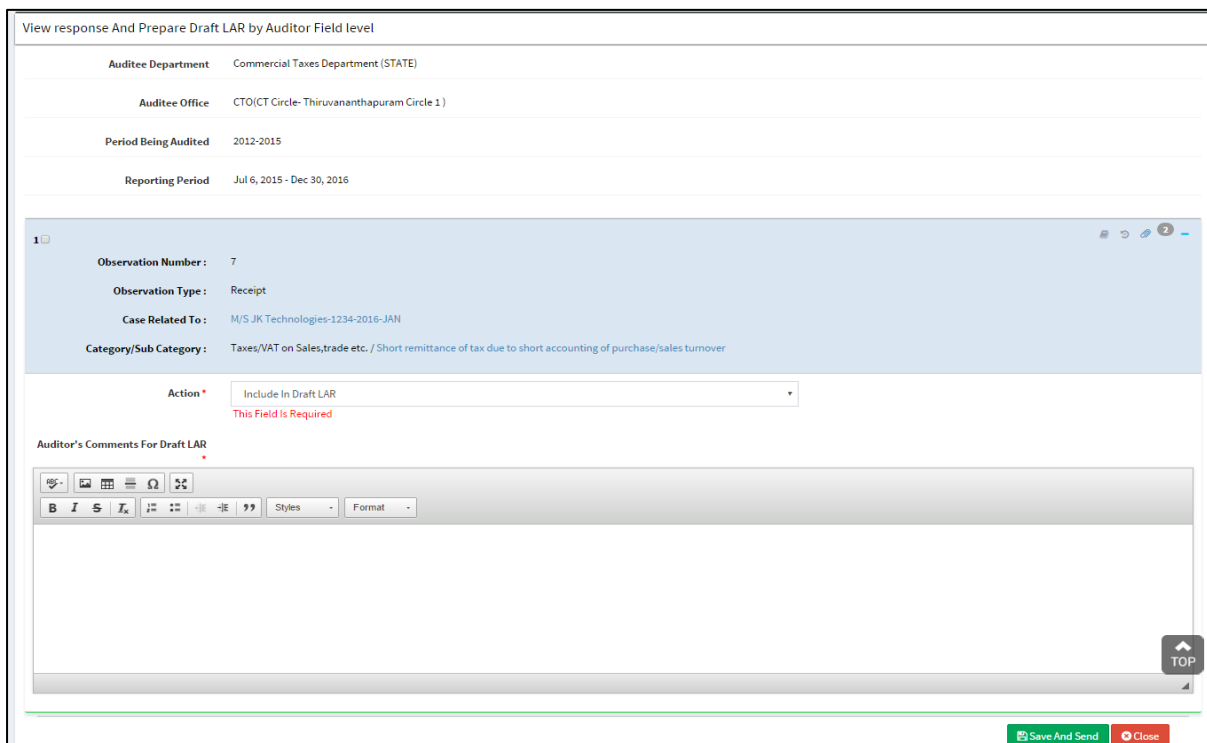 View response And Prepare Draft LAR by Auditor Field level
Auditee Department Commercial Taxes Department (STATE)
Auditee Office CTO(CT Circle- Thiruvananthapuram Circle 1 )
Period Being Audited 2012-2015
Reporting Period Jul 6, 2015 - Dec 30, 2016
1 2
Observation Number : 7
Observation Type : Receipt
Case Related To : M/S JK Technologies-1234-2016-JAN
Category/Sub Category : Taxes/VAT on Sales,trade etc. / Short remittance of tax due to short accounting of purchase/sales turnover
Action * Include In Draft LAR
This Field Is Required
Auditor's Comments For Draft LAR
*
ABC Ω
B I S Tx Styles Format
TOP
Save And Send Close